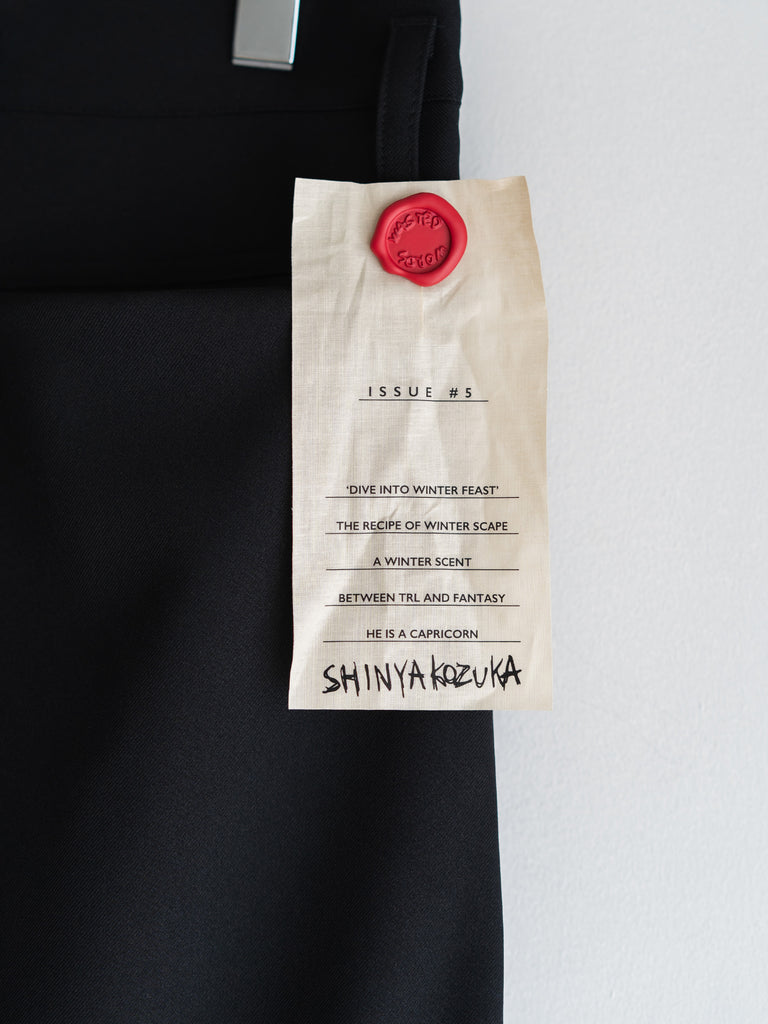 WASTED
WORDS
ISSUE #5
‘DIVE INTO WINTER FEAST’
THE RECIPE OF WINTER SCAPE
A WINTER SCENT
BETWEEN TRL AND FANTASY
HE IS A CAPRICORN
SHINYAKOZUKA